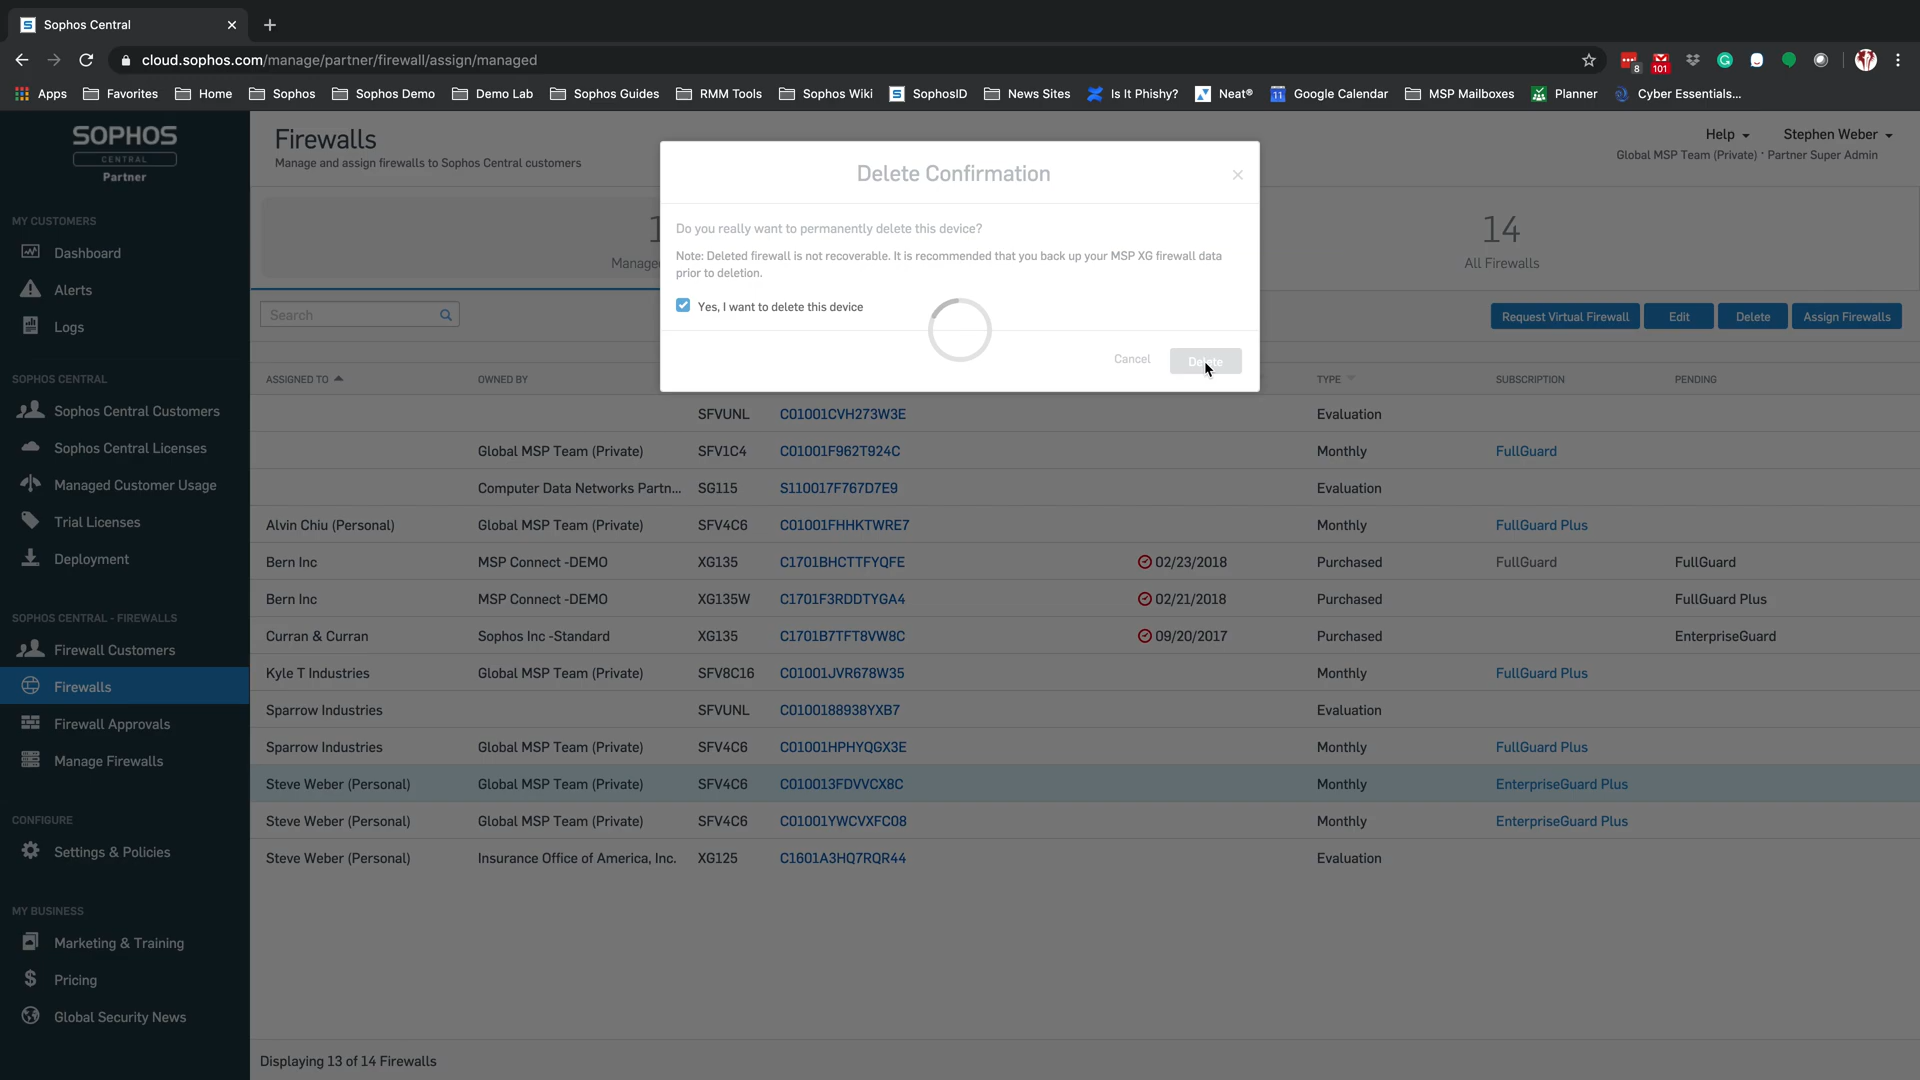 Sophos Central
cloud.sophos.com/manage/partner/firewall/assign/managed
8
101
Apps
Favorites
Home
Sophos
Sophos Demo
Demo Lab
Sophos Guides
RMM Tools
Sophos Wiki
SophosID
News Sites
Is It Phishy?
Neat®
Google Calendar
MSP Mailboxes
Planner
Cyber Essentials...
SOPHOS
CENTRAL
Partner
MY CUSTOMERS
Dashboard
Alerts
Logs
SOPHOS CENTRAL
Sophos Central Customers
Sophos Central Licenses
Managed Customer Usage
Trial Licenses
Deployment
SOPHOS CENTRAL - FIREWALLS
Firewall Customers
Firewalls
Firewall Approvals
Manage Firewalls
CONFIGURE
Settings & Policies
MY BUSINESS
Marketing & Training
Pricing
Global Security News
Firewalls
Manage and assign firewalls to Sophos Central customers
Help
Stephen Weber
Global MSP Team (Private) · Partner Super Admin
14
All Firewalls
Search
Request Virtual Firewall
Edit
Delete
Assign Firewalls
Delete Confirmation
Do you really want to permanently delete this device?
Note: Deleted firewall is not recoverable. It is recommended that you back up your MSP XG firewall data
prior to deletion.
Yes, I want to delete this device
Cancel
Delete
ASSIGNED TO OWNED BY TYPE SUBSCRIPTION PENDING
SFVUNL C01001CVH273W3E Evaluation
Global MSP Team (Private) SFV1C4 C01001F962T924C Monthly FullGuard
Computer Data Networks Partn... SG115 S110017F767D7E9 Evaluation
Alvin Chiu (Personal) Global MSP Team (Private) SFV4C6 C01001FHHKTWRE7 Monthly FullGuard Plus
Bern Inc MSP Connect -DEMO XG135 C1701BHCTTFYQFE 02/23/2018 Purchased FullGuard FullGuard
Bern Inc MSP Connect -DEMO XG135W C1701F3RDDTYGA4 02/21/2018 Purchased FullGuard Plus
Curran & Curran Sophos Inc -Standard XG135 C1701B7TFT8VW8C 09/20/2017 Purchased EnterpriseGuard
Kyle T Industries Global MSP Team (Private) SFV8C16 C01001JVR678W35 Monthly FullGuard Plus
Sparrow Industries SFVUNL C0100188938YXB7 Evaluation
Sparrow Industries Global MSP Team (Private) SFV4C6 C01001HPHYQGX3E Monthly FullGuard Plus
Steve Weber (Personal) Global MSP Team (Private) SFV4C6 C010013FDVVCX8C Monthly EnterpriseGuard Plus
Steve Weber (Personal) Global MSP Team (Private) SFV4C6 C01001YWCVXFC08 Monthly EnterpriseGuard Plus
Steve Weber (Personal) Insurance Office of America, Inc. XG125 C1601A3HQ7RQR44 Evaluation
Displaying 13 of 14 Firewalls